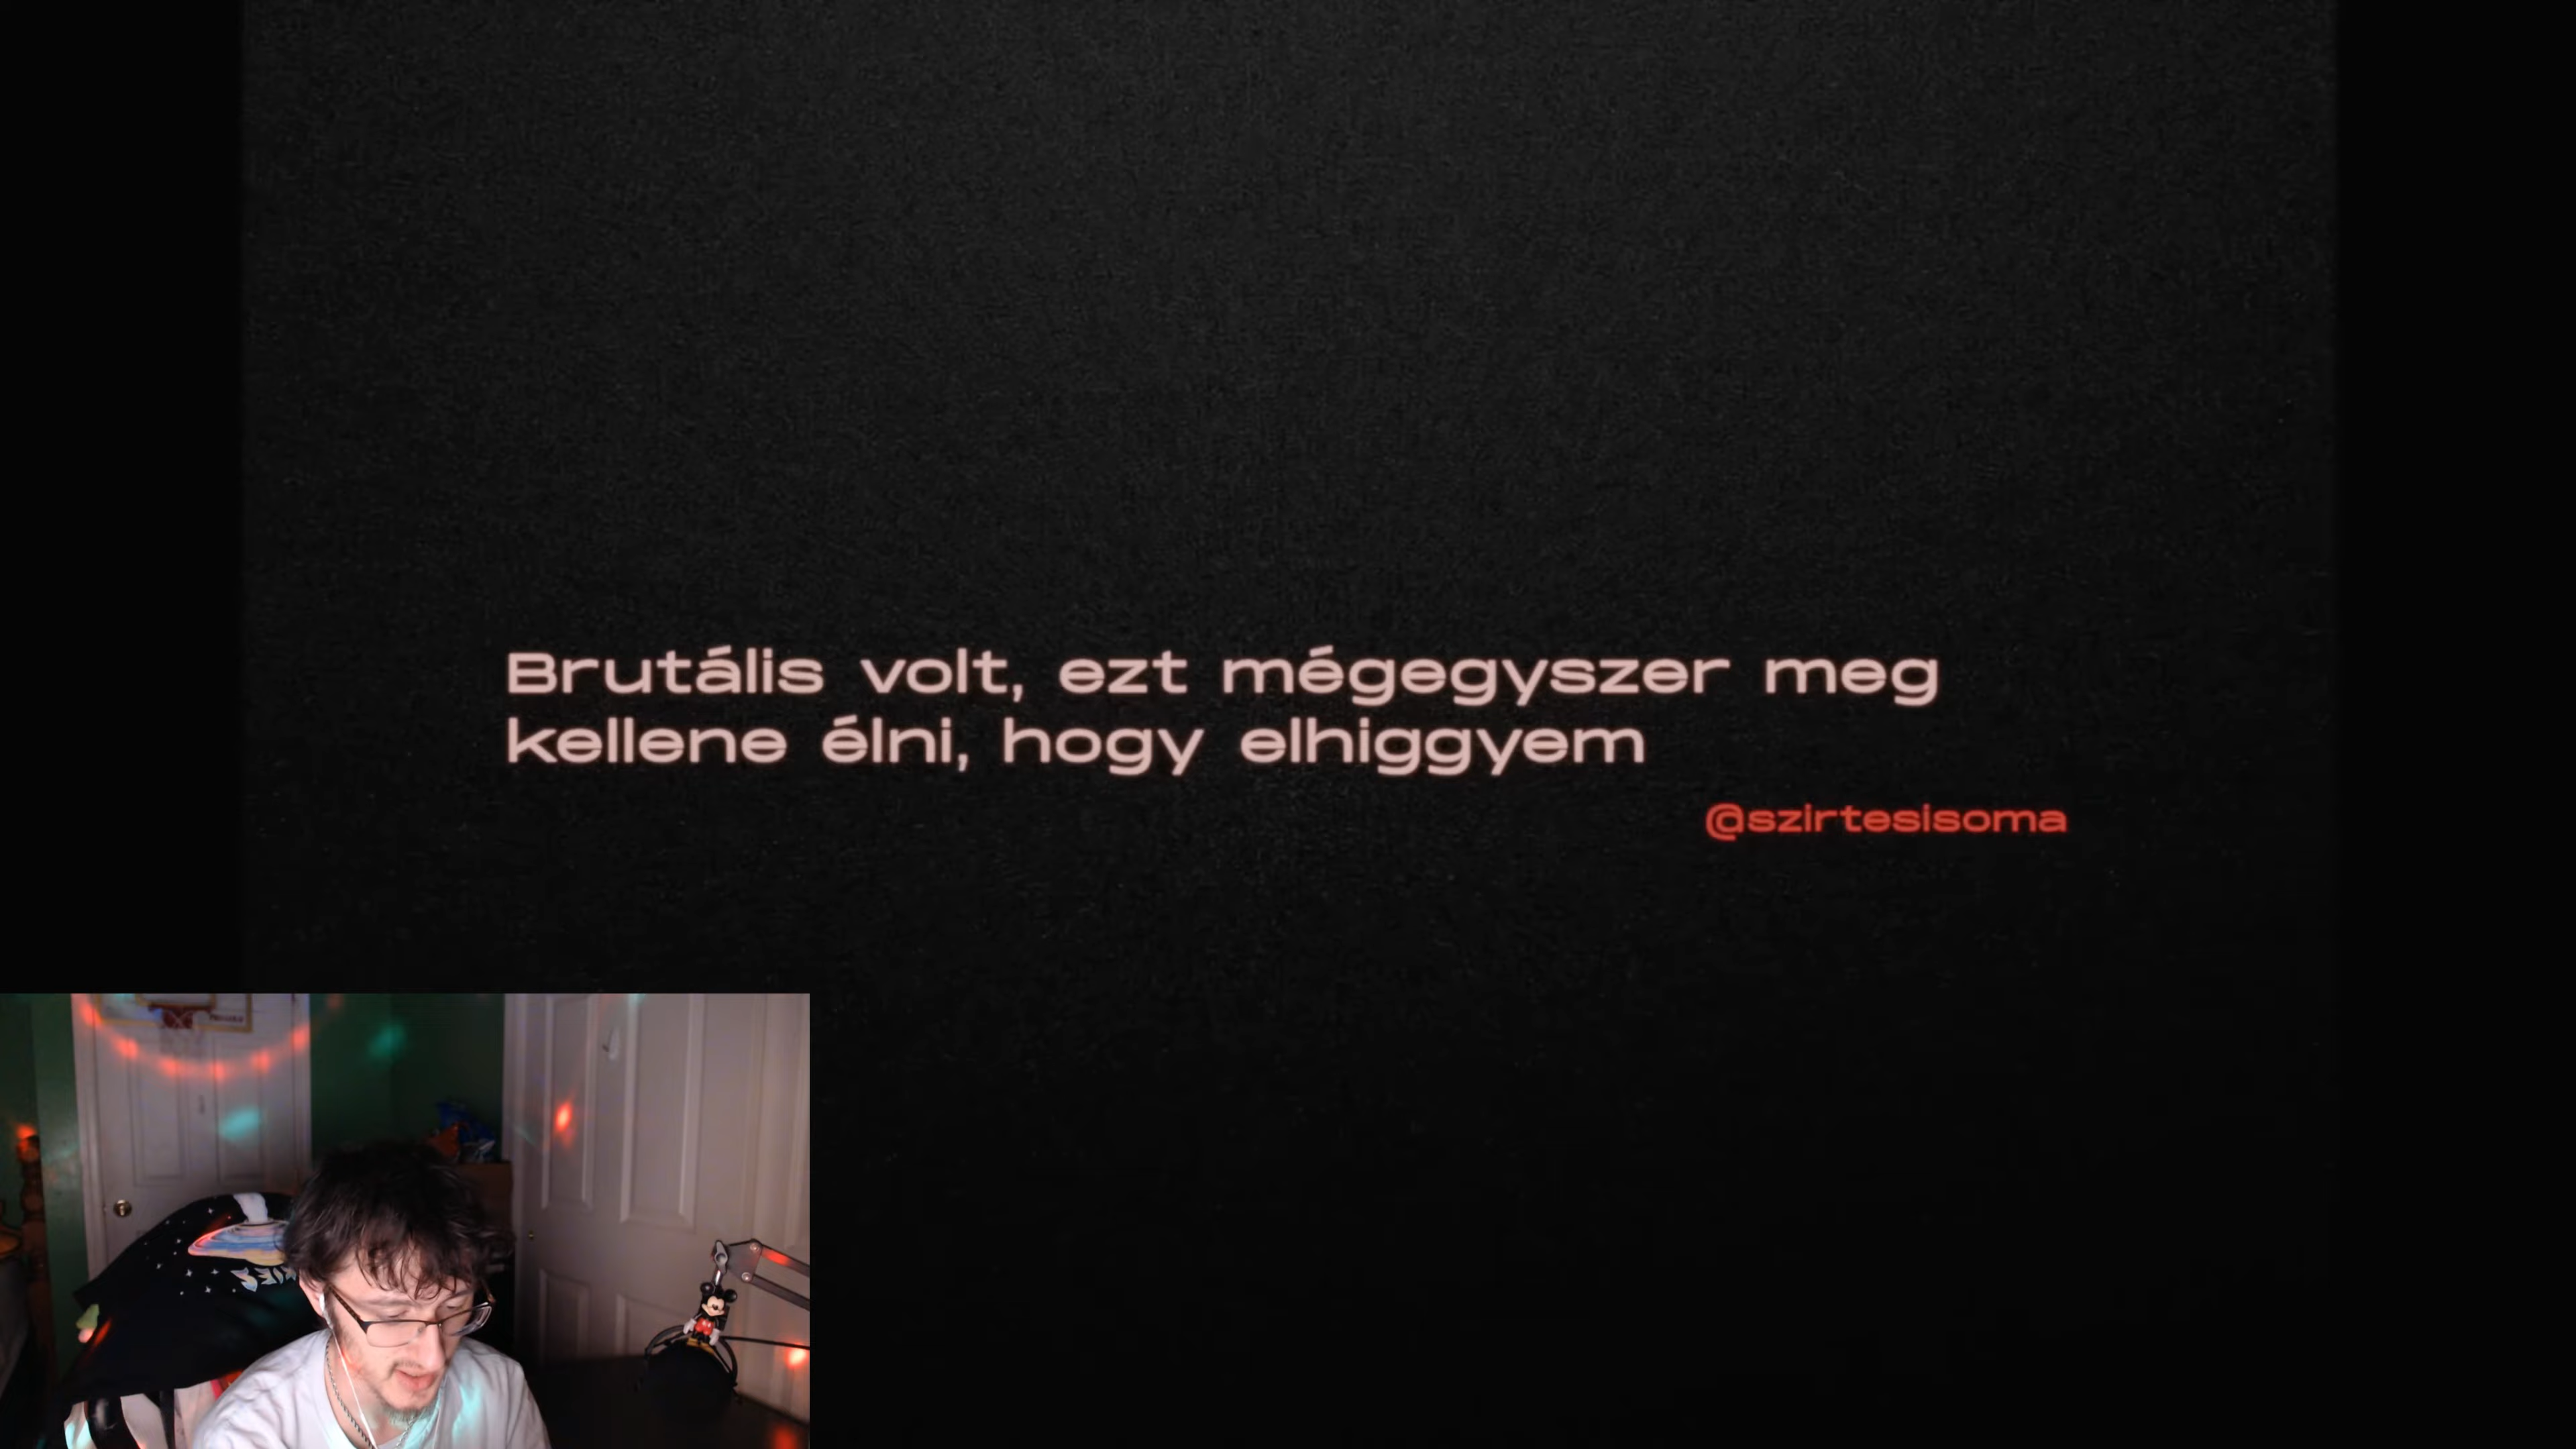 Brutális volt, ezt mégegyszer meg
kellene élni, hogy elhiggyem
@szirtesisoma